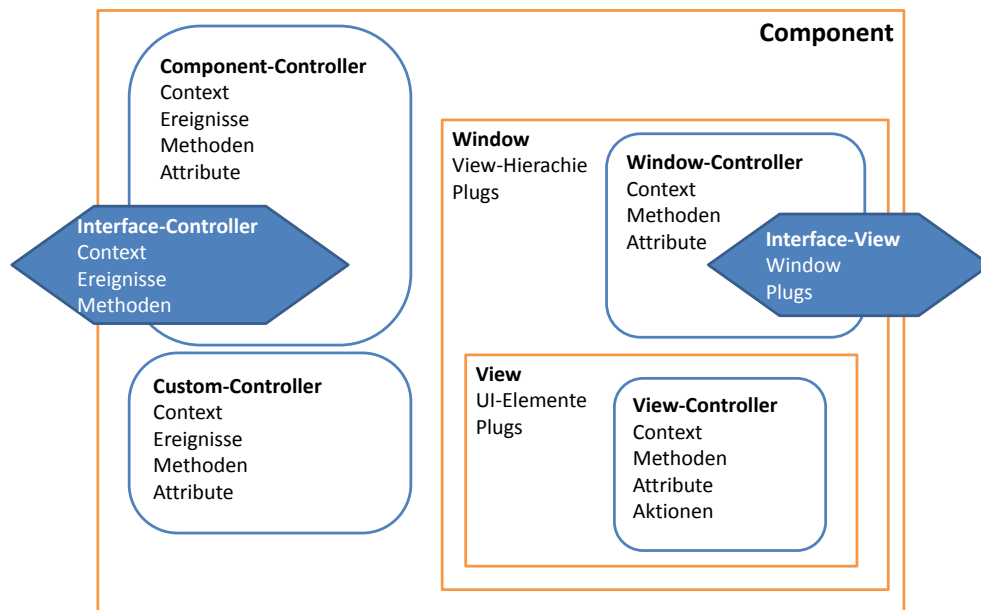 Component
Component-Controller
Context
Ereignisse
Methoden
Attribute
Interface-Controller
Context
Ereignisse
Methoden
Custom-Controller
Context
Ereignisse
Methoden
Attribute
Window
View-Hierachie
Plugs
Window-Controller
Context
Methoden
Attribute
Interface-View
Window
Plugs
View
UI-Elemente
Plugs
View-Controller
Context
Methoden
Attribute
Aktionen